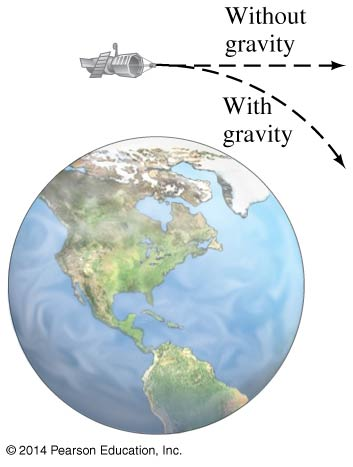 Without
gravity
With
gravity
© 2014 Pearson Education, Inc.